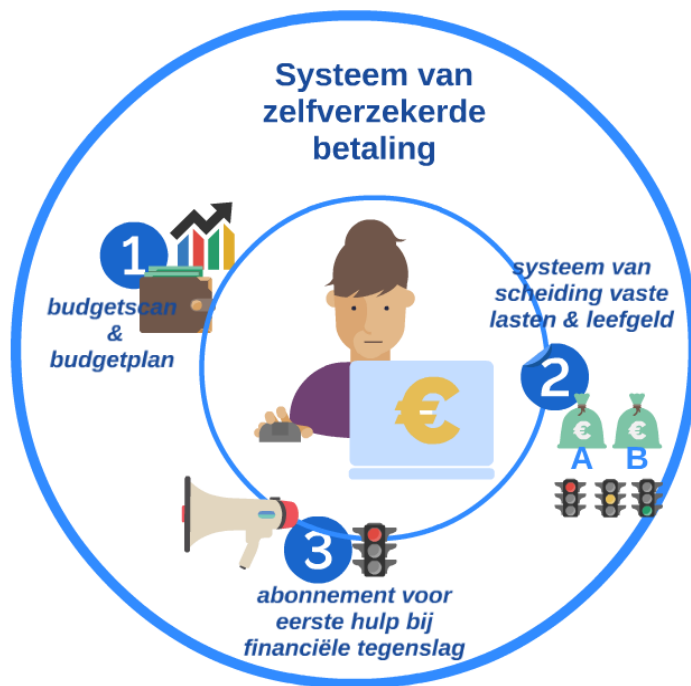 Systeem van
zelfverzekerde
betaling
1
budgetscan
&
budgetplan
systeem van
scheiding vaste
lasten & leefgeld
2
€
€ €
A B
3
abonnement voor
eerste hulp bij
financiële tegenslag